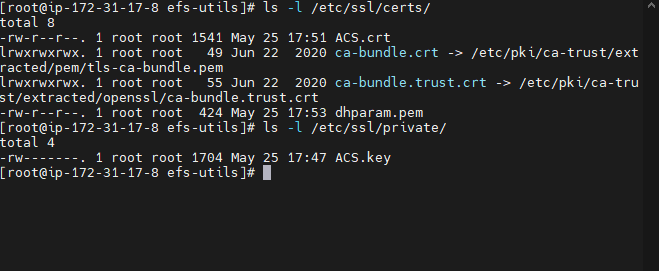 [root@ip-172-31-17-8 efs-utils]# ls -l /etc/ssl/certs/
total 8
-rw-r--r--. 1 root root 1541 May 25 17:51 ACS.crt
lrwxrwxrwx. 1 root root   49 Jun 22  2020 ca-bundle.crt -> /etc/pki/ca-trust/ext
racted/pem/tls-ca-bundle.pem
lrwxrwxrwx. 1 root root   55 Jun 22  2020 ca-bundle.trust.crt -> /etc/pki/ca-tru
st/extracted/openssl/ca-bundle.trust.crt
-rw-r--r--. 1 root root  424 May 25 17:53 dhparam.pem
[root@ip-172-31-17-8 efs-utils]# ls -l /etc/ssl/private/
total 4
-rw-------. 1 root root 1704 May 25 17:47 ACS.key
[root@ip-172-31-17-8 efs-utils]#